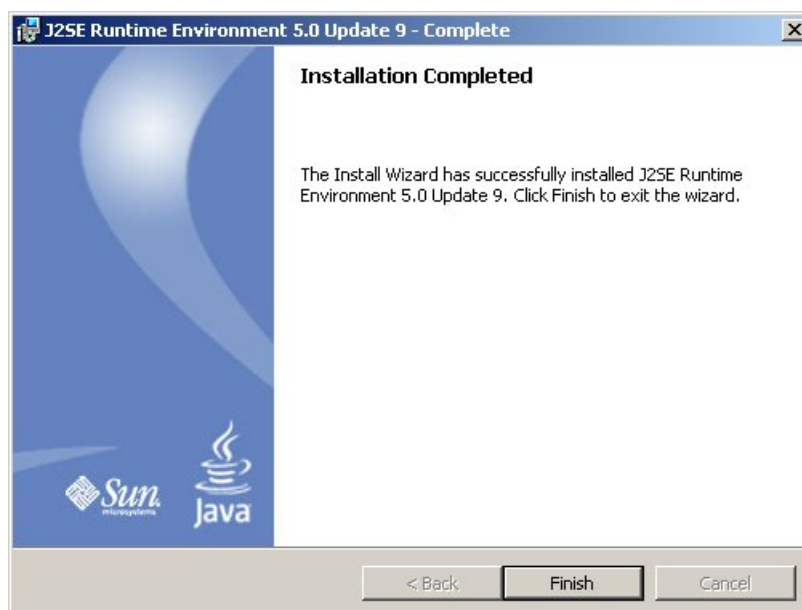 J2SE Runtime Environment 5.0 Update 9 - Complete
Installation Completed
The Install Wizard has successfully installed J2SE Runtime
Environment 5.0 Update 9. Click Finish to exit the wizard.
Sun
microsystems
Java
< Back
Finish
Cancel